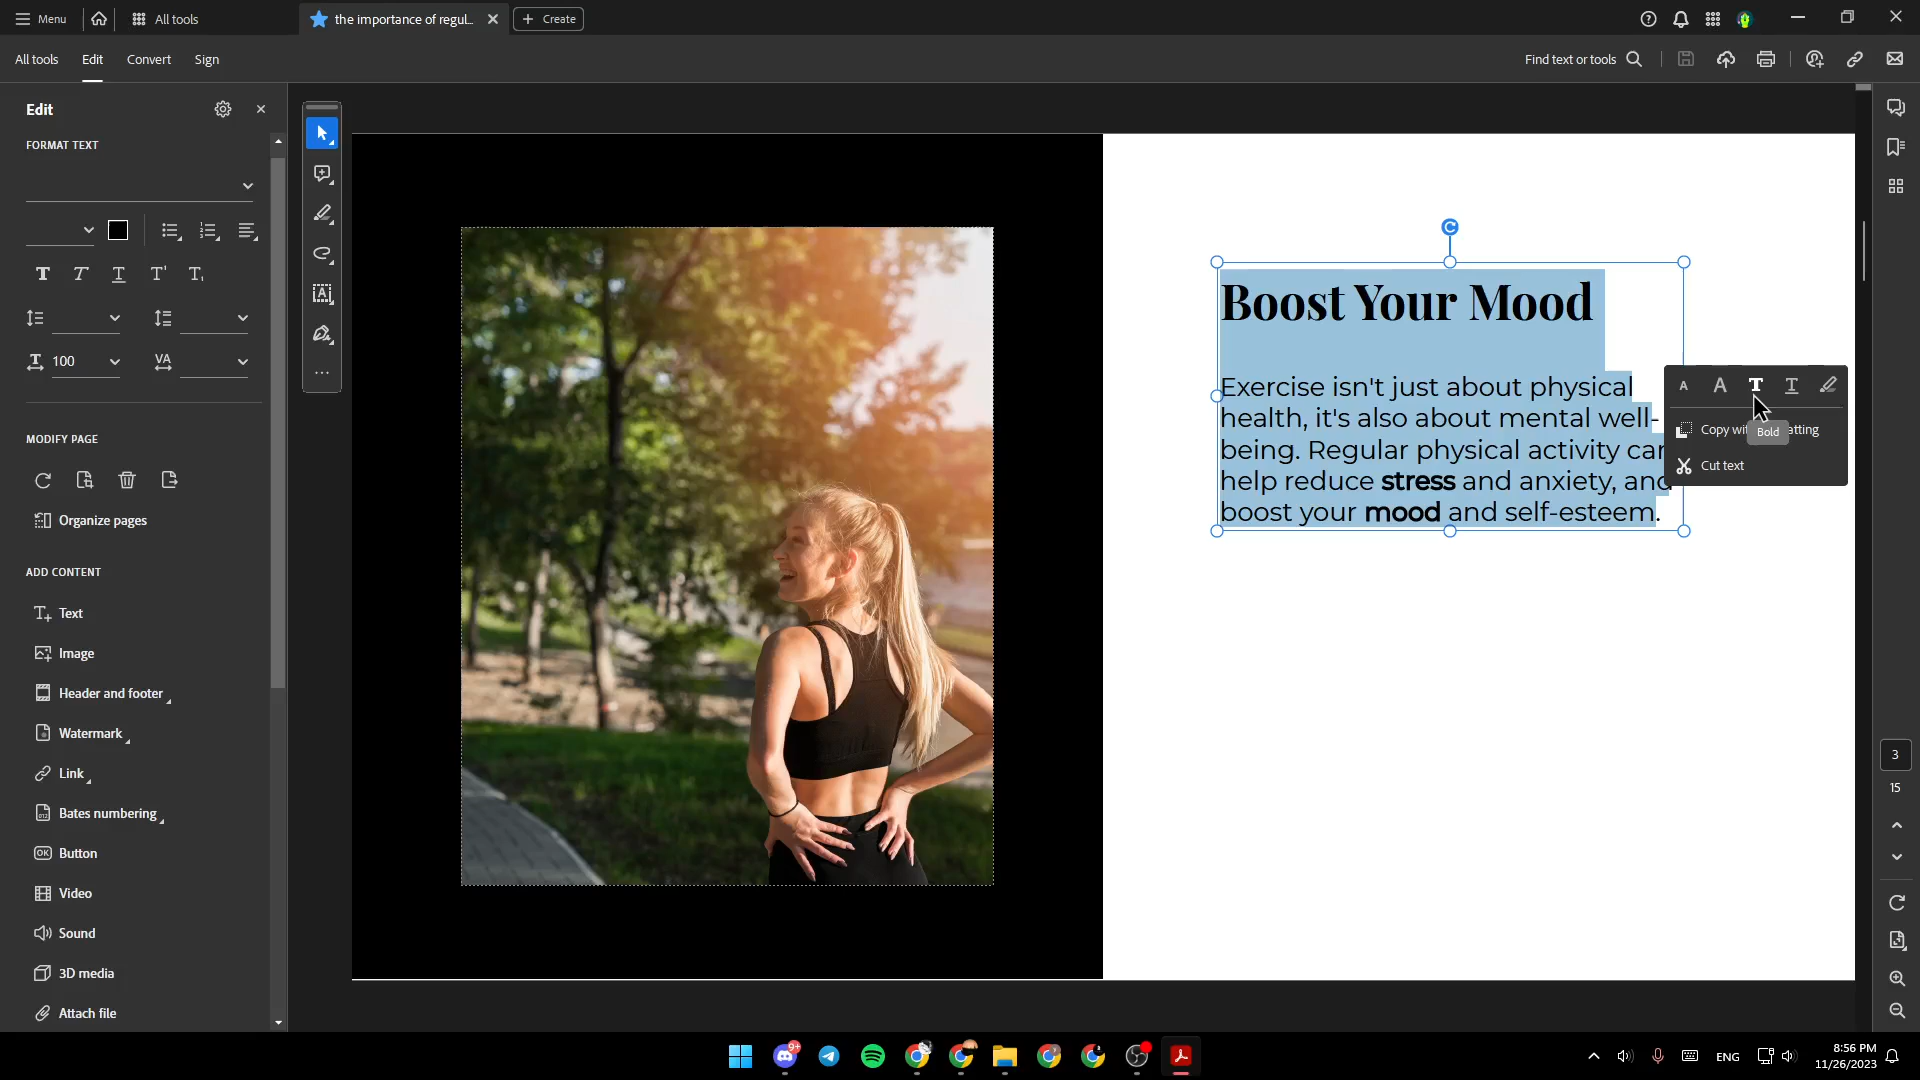 Menu
All tools
the importance of regul...
Create
All tools
Edit
Convert
Sign
Find text or tools
Edit
FORMAT TEXT
100
VA
MODIFY PAGE
Organize pages
ADD CONTENT
Text
Image
Header and footer
Watermark
Link
Bates numbering
Button
Video
Sound
3D media
Attach file
Boost Your Mood
Exercise isn't just about physical
health, it's also about mental well-
being. Regular physical activity can
help reduce stress and anxiety, and
boost your mood and self-esteem.
Copy wit
atting
Bold
Cut text
3
15
9+
ENG
8:56 PM
11/26/2023